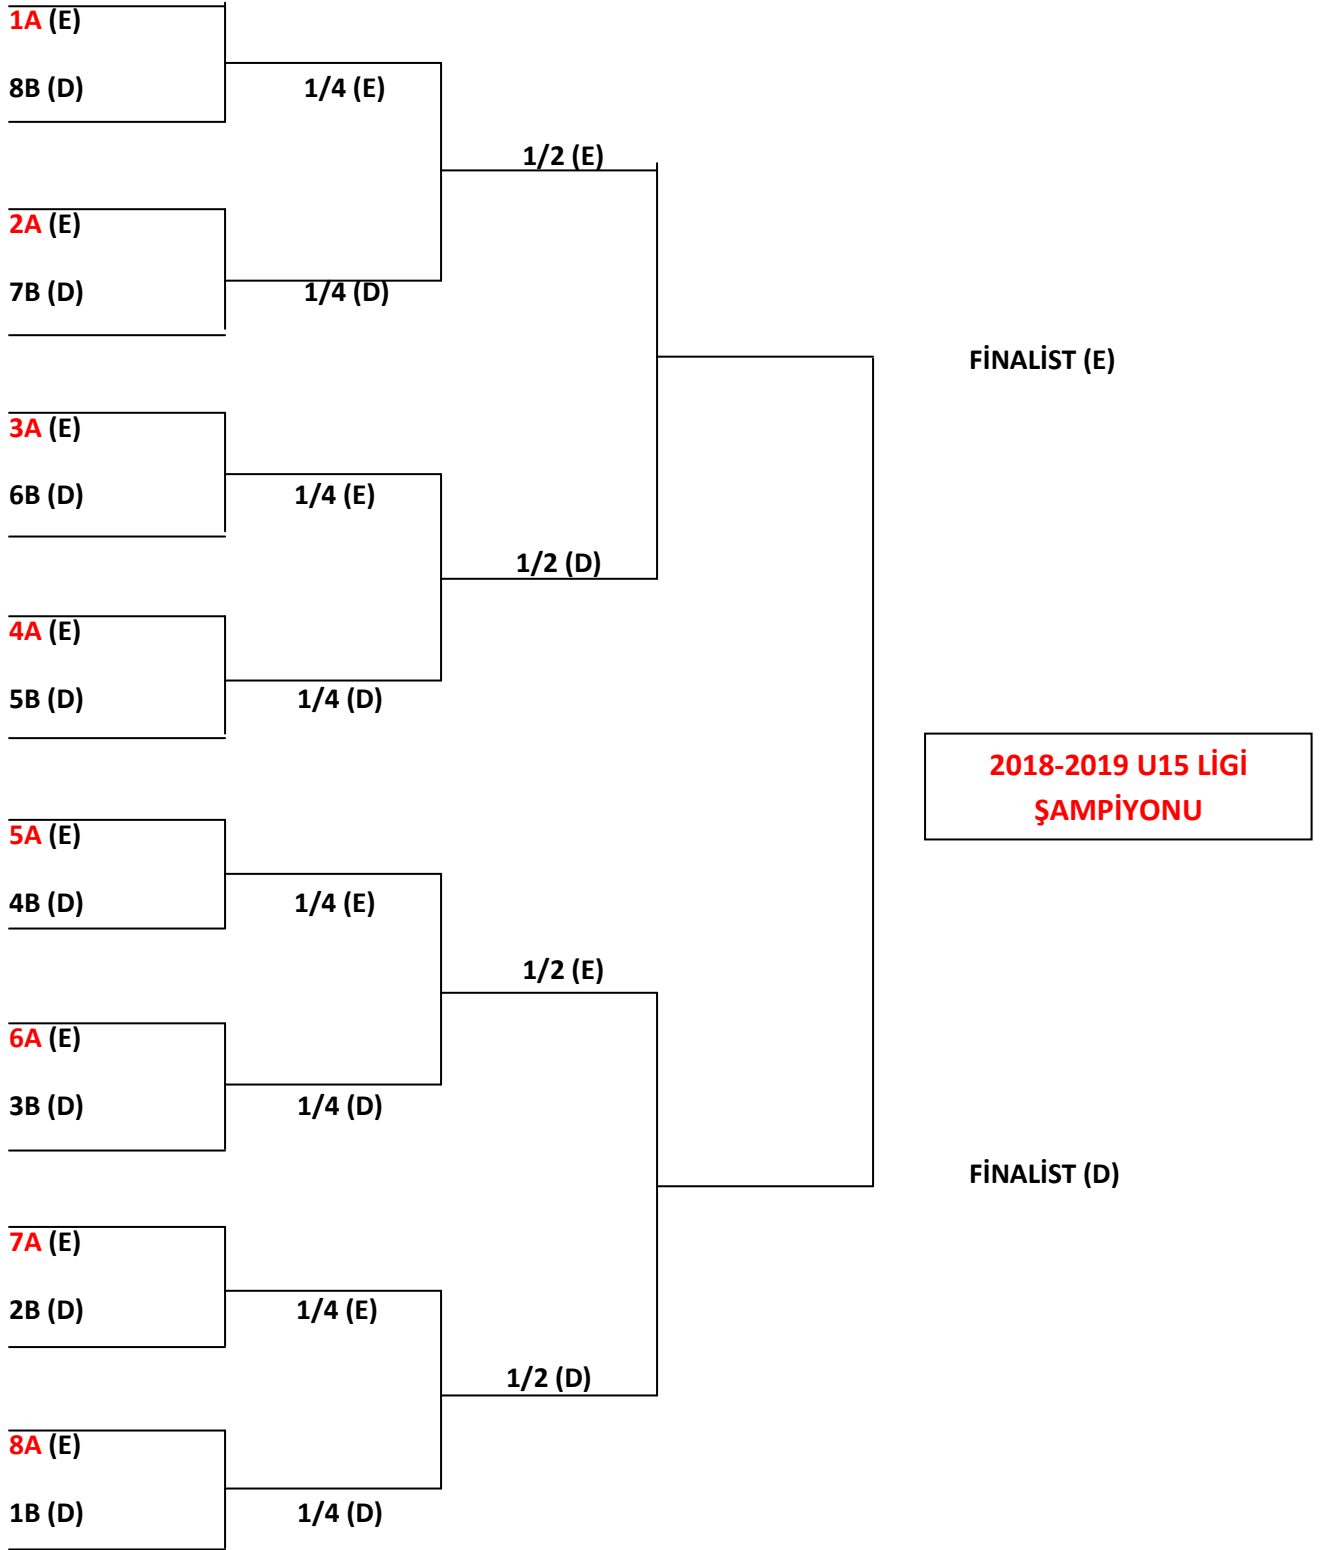 1A (E)
8B (D)
1/4 (E)
1/2 (E)
2A (E)
7B (D)
1/4 (D)
FİNALİST (E)
3A (E)
6B (D)
1/4 (E)
1/2 (D)
4A (E)
5B (D)
1/4 (D)
2018-2019 U15 LİGİ
ŞAMPİYONU
5A (E)
4B (D)
1/4 (E)
1/2 (E)
6A (E)
3B (D)
1/4 (D)
FİNALİST (D)
7A (E)
2B (D)
1/4 (E)
1/2 (D)
8A (E)
1B (D)
1/4 (D)